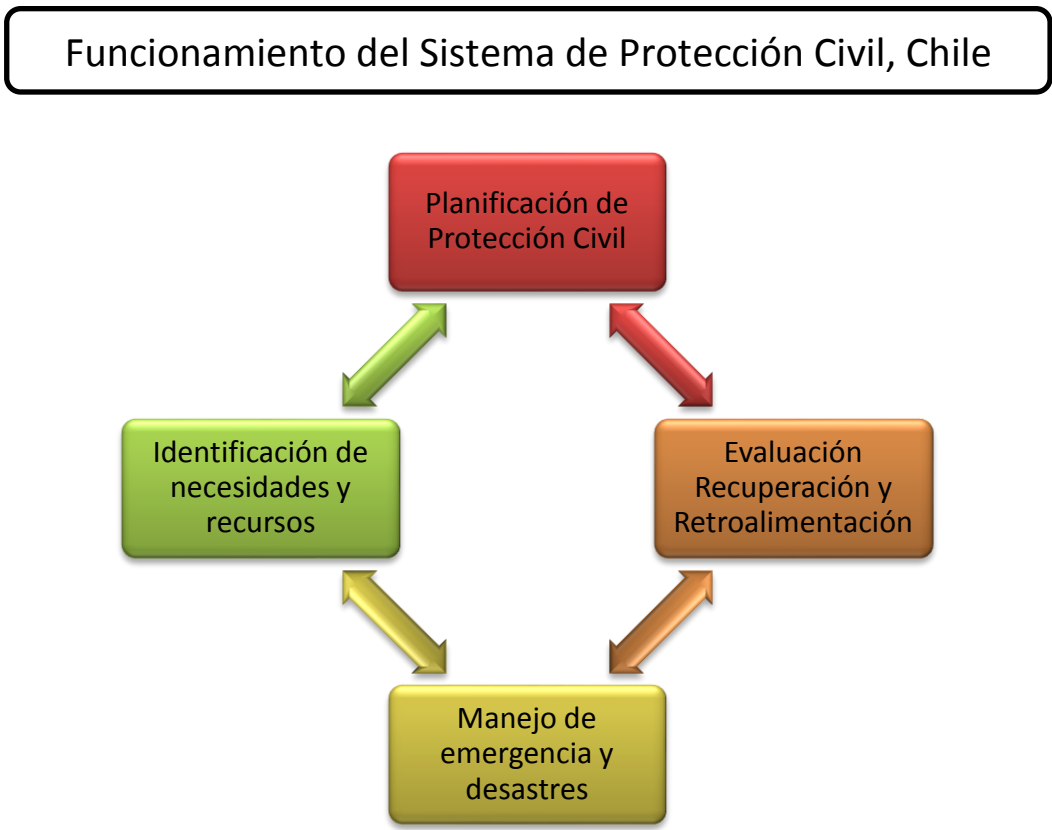 Funcionamiento del Sistema de Protección Civil, Chile
Planificación de
Protección Civil
Identificación de
necesidades y
recursos
Evaluación
Recuperación y
Retroalimentación
Manejo de
emergencia y
desastres